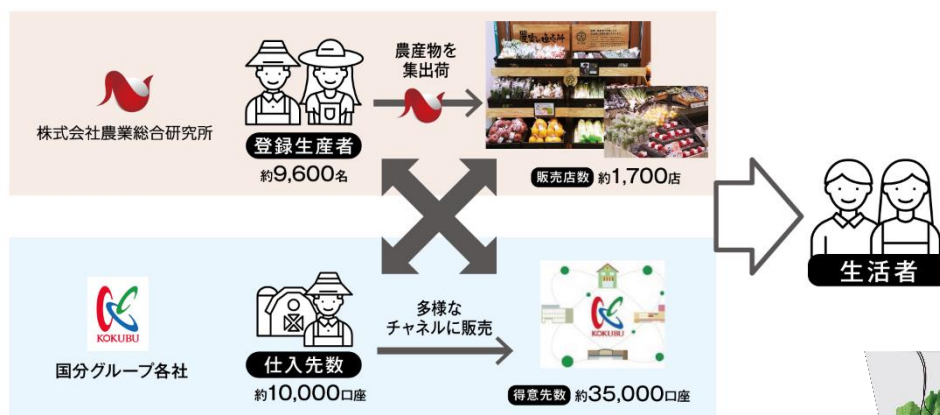 農産物を
集出荷
株式会社農業総合研究所
登録生産者
約9,600名
販売店数 約1,700店
生活者
KOKUBU
国分グループ各社
仕入先数
約10,000口座
多様な
チャネルに販売
KOKUBU
得意先数 約35,000口座